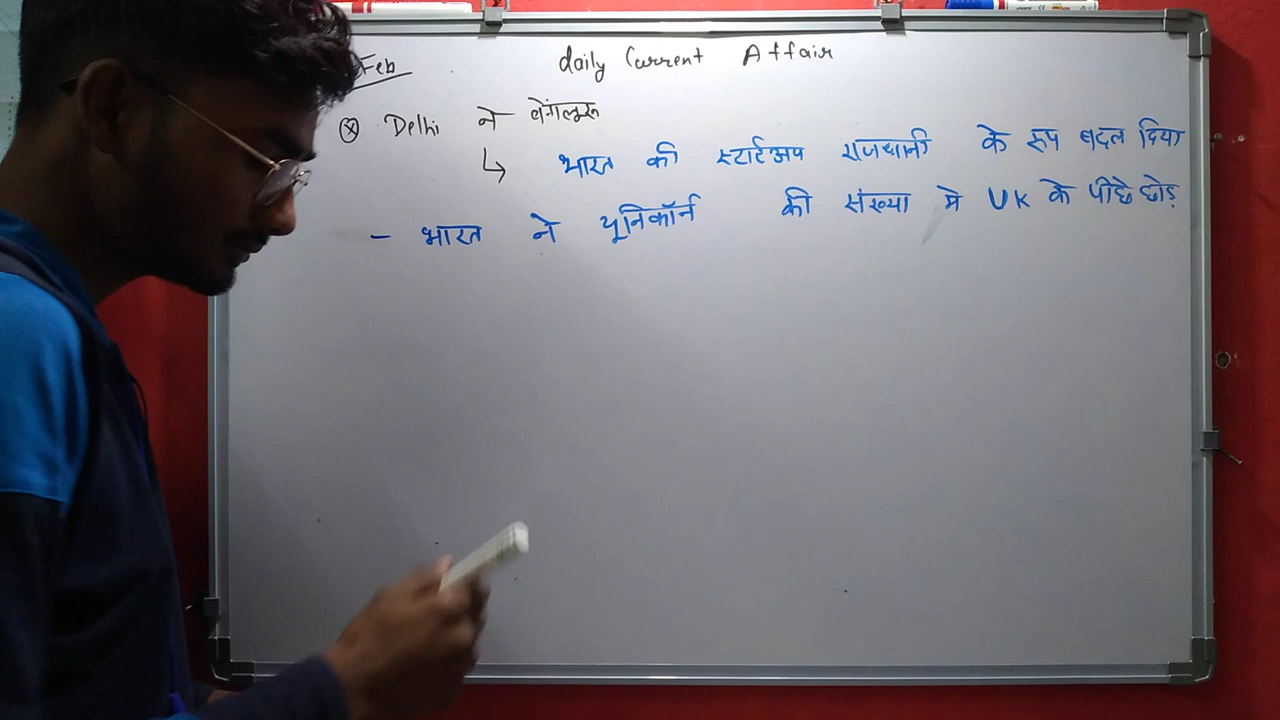 Feb daily Current Affair
Delhi ने बेंगलूरू
↳ भारत की स्टार्टअप राजधानी के रूप बदल दिया
- भारत ने यूनिकॉर्न की संख्या मे UK के पीछे छोड़